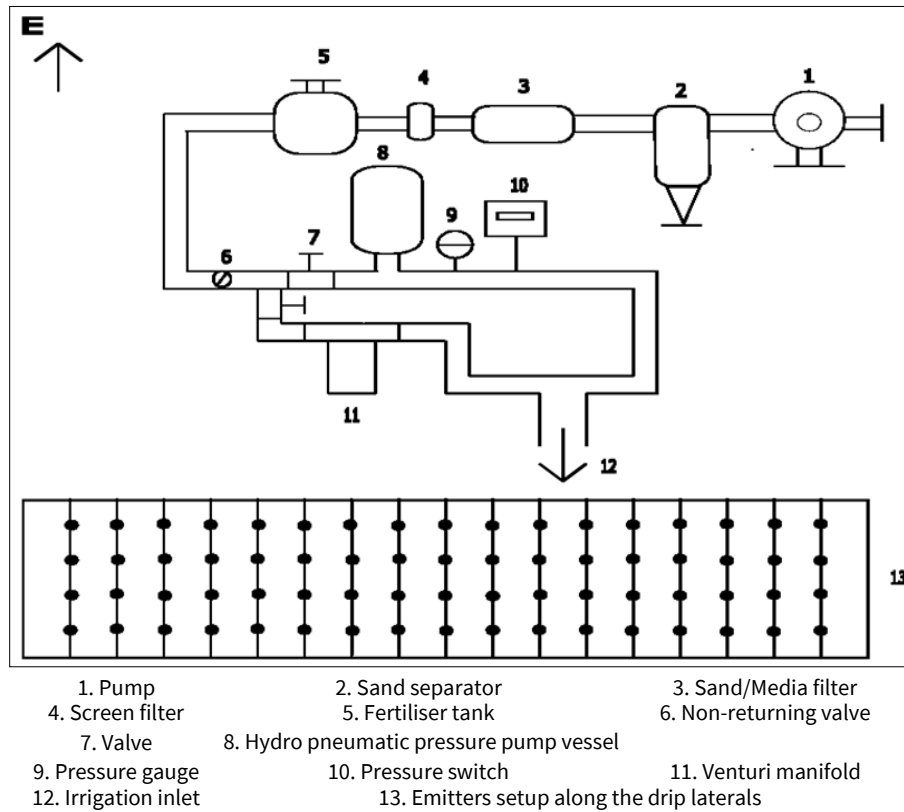 E
5
4
3
2
1
8
10
9
7
6
11
12
13
1. Pump 2. Sand separator 3. Sand/Media filter
4. Screen filter 5. Fertiliser tank 6. Non-returning valve
7. Valve 8. Hydro pneumatic pressure pump vessel
9. Pressure gauge 10. Pressure switch 11. Venturi manifold
12. Irrigation inlet 13. Emitters setup along the drip laterals